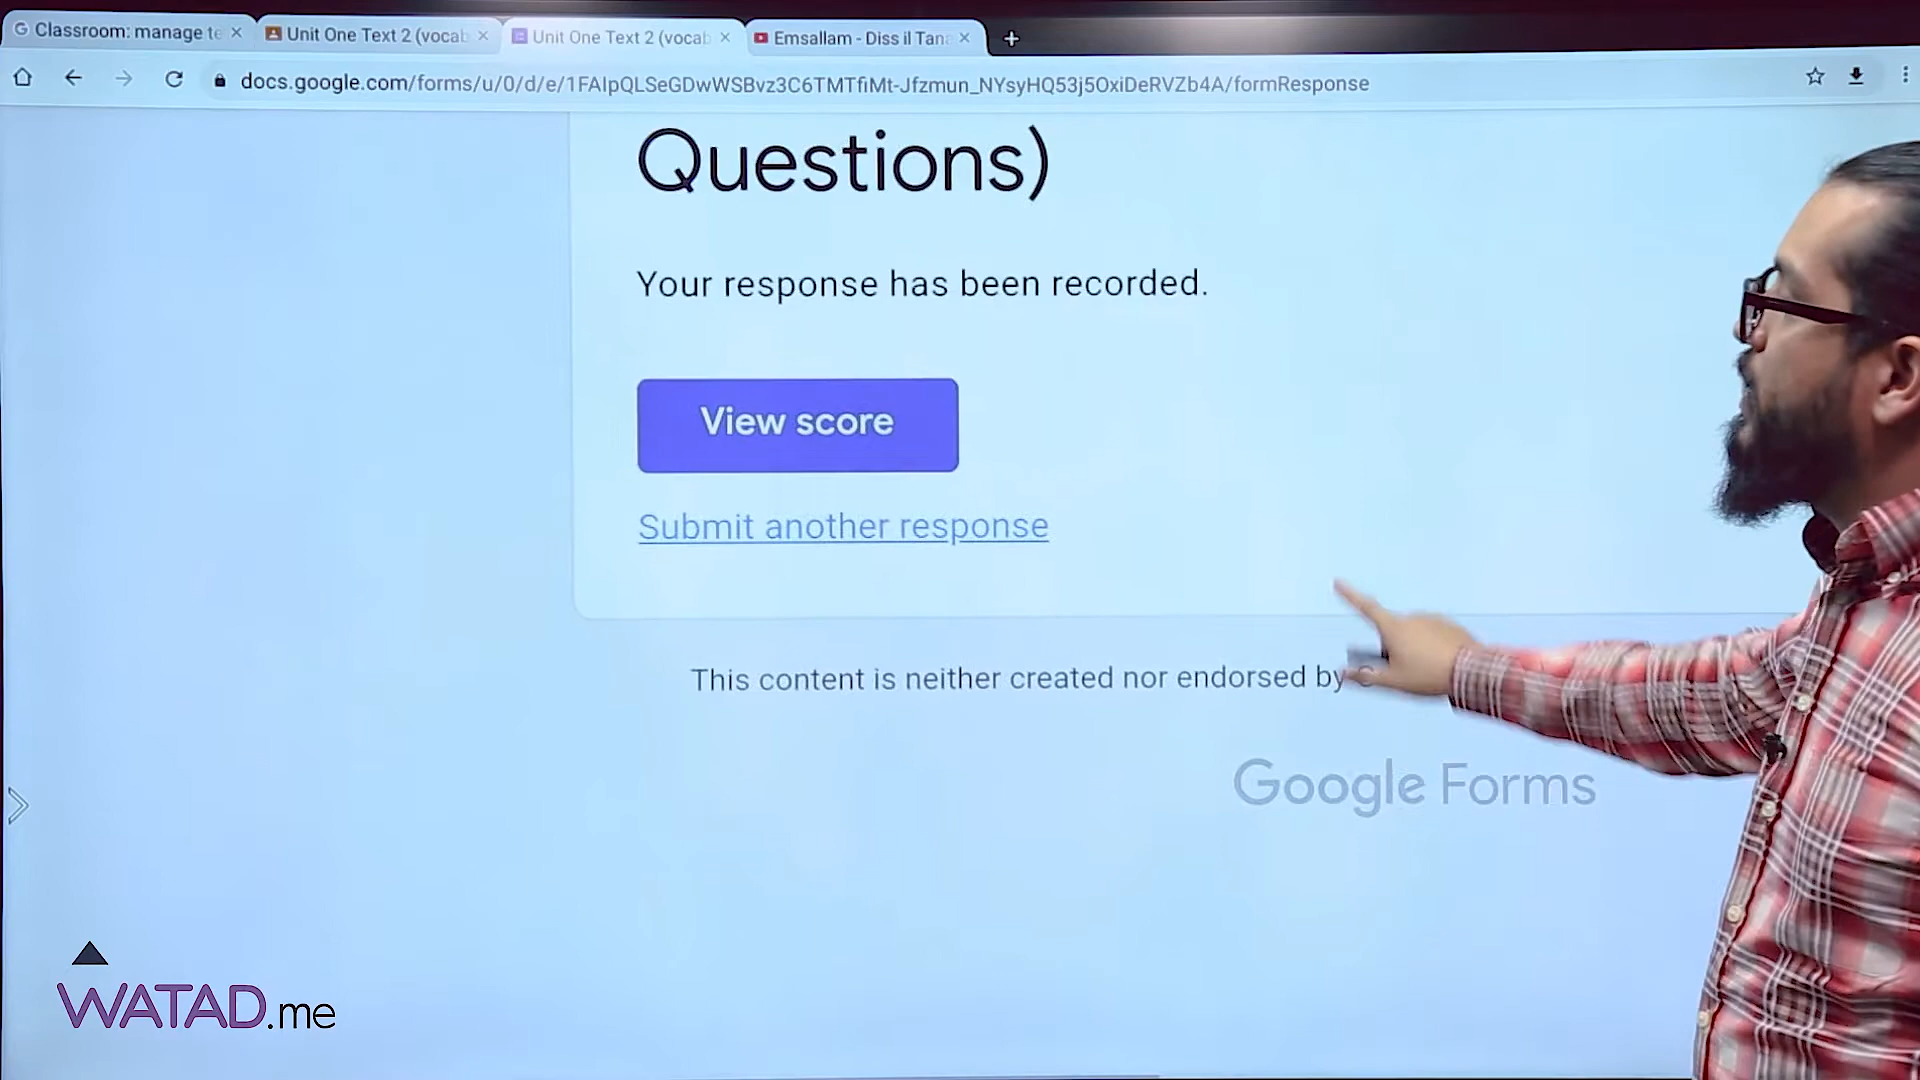 Classroom: manage te
Unit One Text 2 (vocab
Unit One Text 2 (vocab
Emsallam - Diss il Tana
docs.google.com/forms/u/0/d/e/1FAIpQLSeGDwWSBvz3C6TMTfiMt-Jfzmun_NYsyHQ53j5OxiDeRVZb4A/formResponse
Questions)
Your response has been recorded.
View score
Submit another response
This content is neither created nor endorsed by
Google Forms
WATAD.me